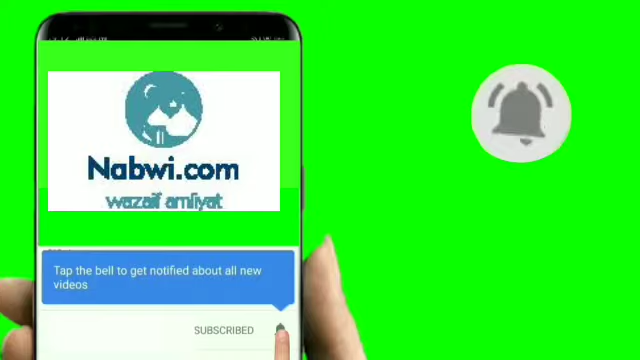 Nabwi.com
wazaif amliyat
Tap the bell to get notified about all new
videos
SUBSCRIBED